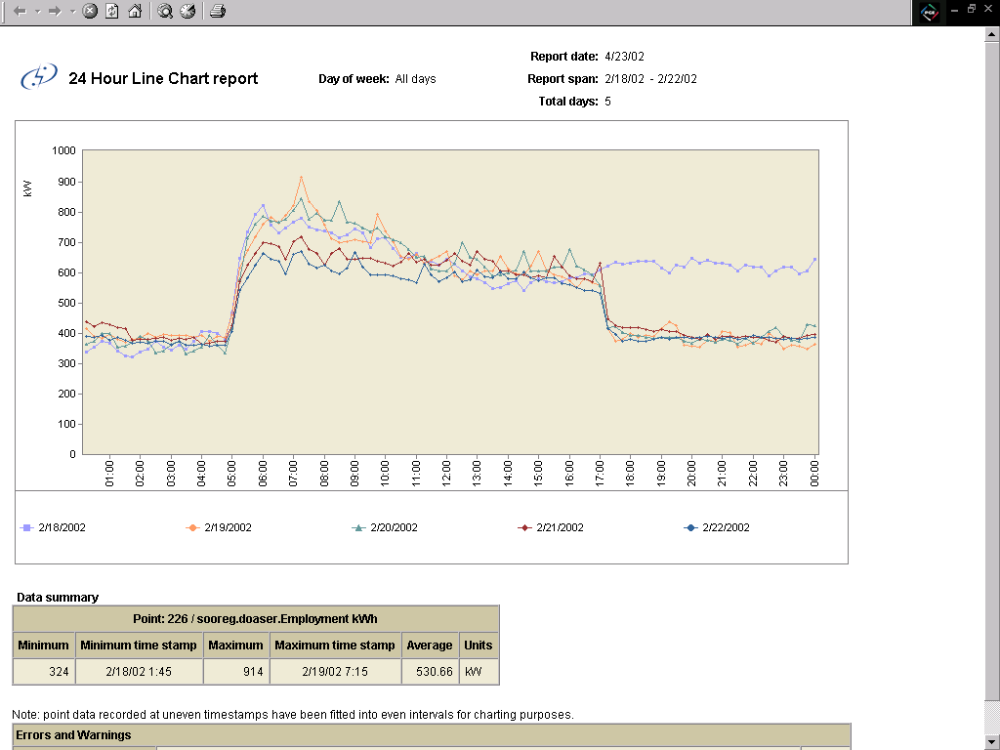 PGE
Report date: 4/23/02
24 Hour Line Chart report Day of week: All days Report span: 2/18/02 - 2/22/02
Total days: 5
kW
1000
900
800
700
600
500
400
300
200
100
0
01:00 02:00 03:00 04:00 05:00 06:00 07:00 08:00 09:00 10:00 11:00 12:00 13:00 14:00 15:00 16:00 17:00 18:00 19:00 20:00 21:00 22:00 23:00 00:00
2/18/2002 2/19/2002 2/20/2002 2/21/2002 2/22/2002
Data summary
Point: 226 / sooreg.doaser.Employment kWh
Minimum Minimum time stamp Maximum Maximum time stamp Average Units
324 2/18/02 1:45 914 2/19/02 7:15 530.66 kW
Note: point data recorded at uneven timestamps have been fitted into even intervals for charting purposes.
Errors and Warnings